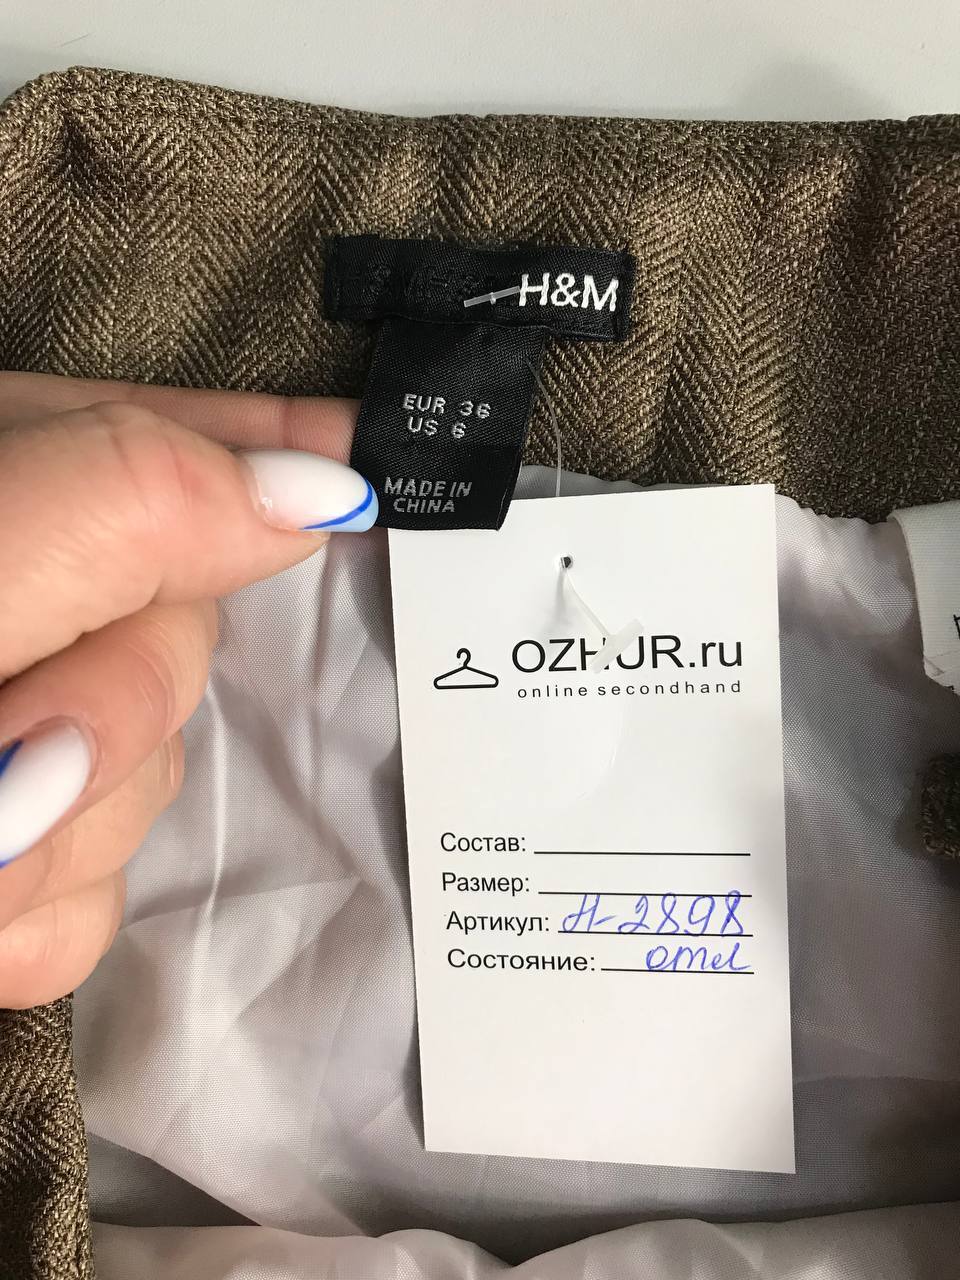 H&M
EUR 36
US 6
MADE IN
CHINA
OZHUR.ru
online secondhand
Состав:
Размер:
Артикул: H-2898
Состояние: отл